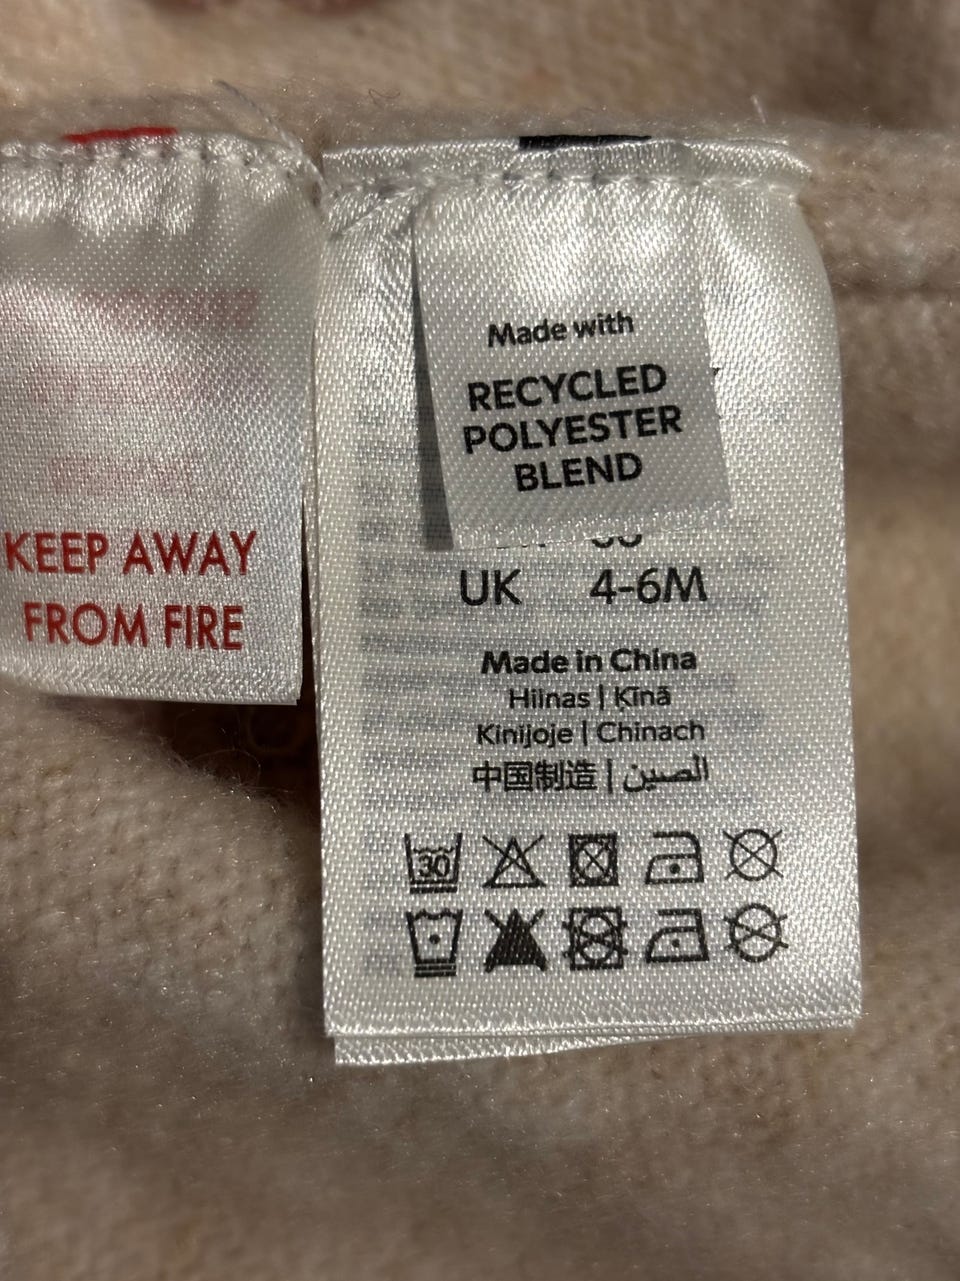 KEEP AWAY
FROM FIRE
Made with
RECYCLED
POLYESTER
BLEND
UK 4-6M
Made in China
Hiinas | Ķīnā
Kinijoje | Chinach
中国制造 | الصين
30